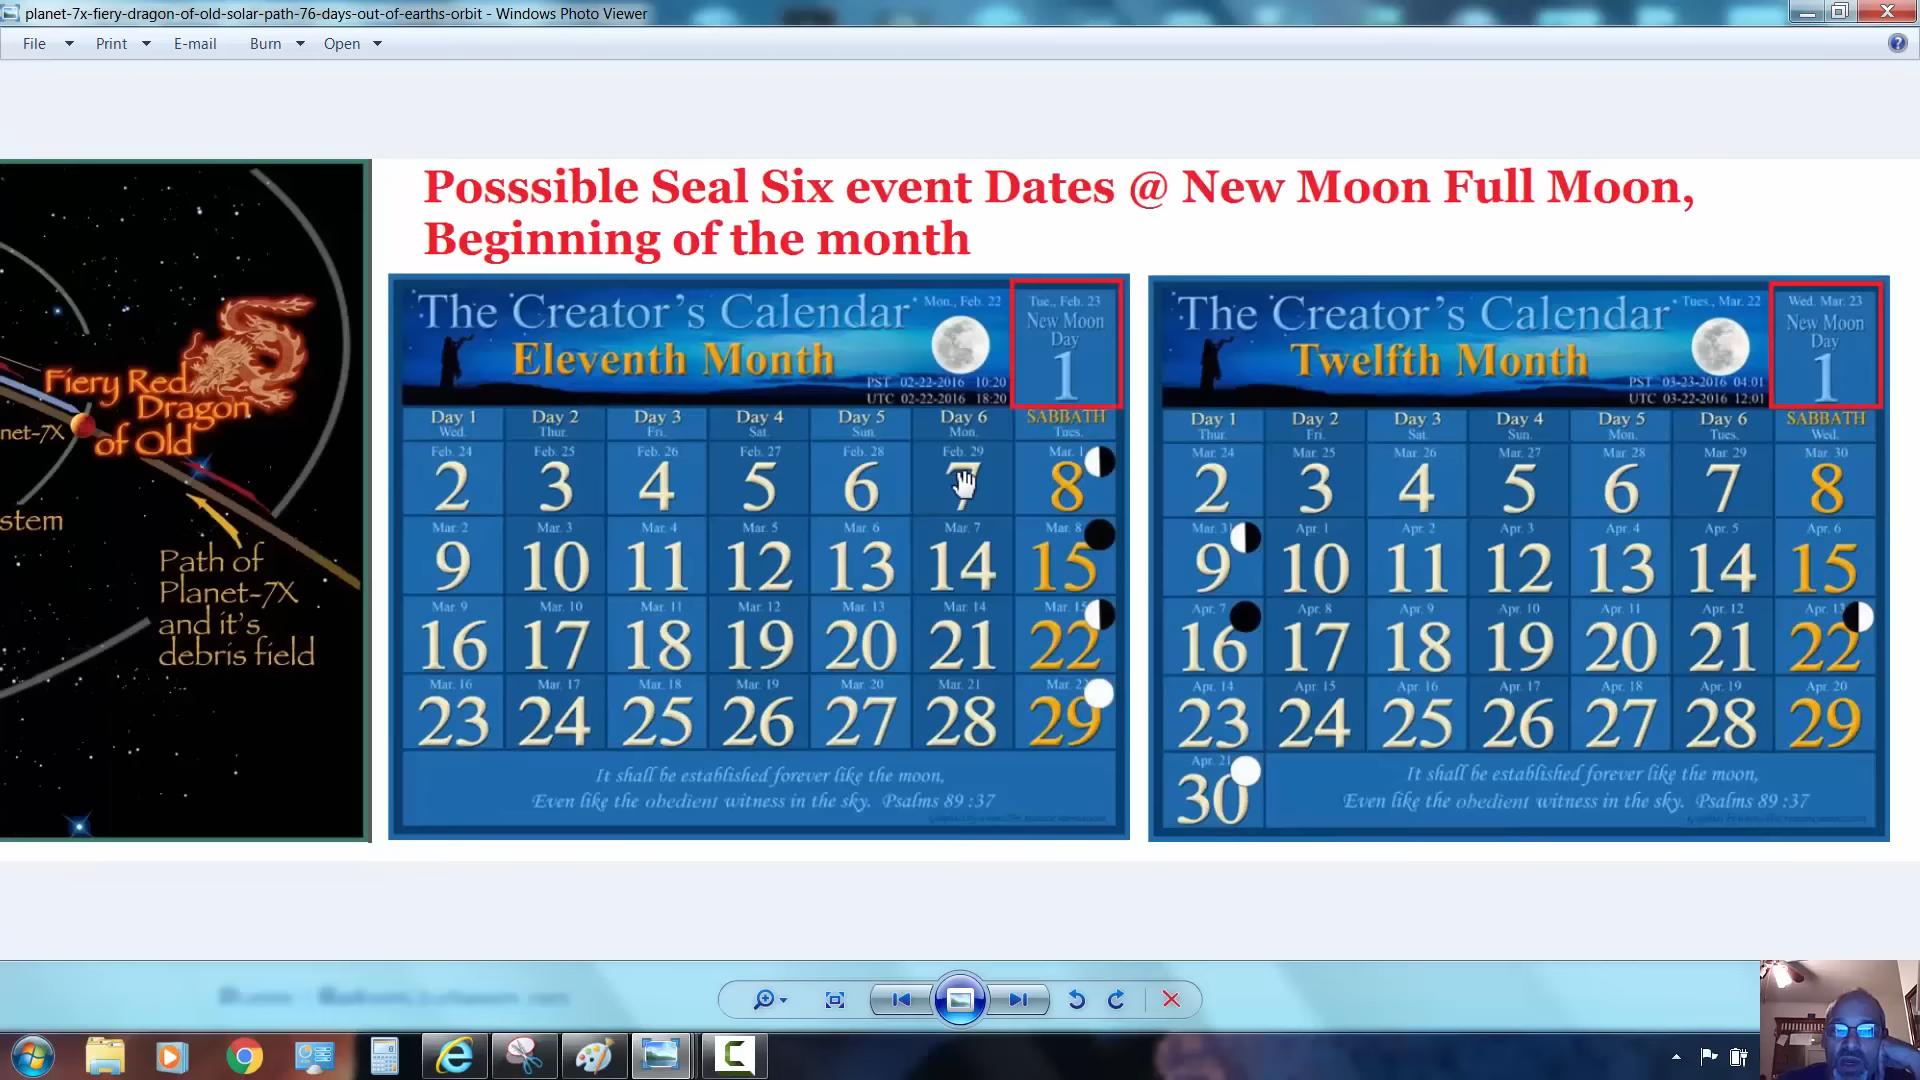 planet-7x-fiery-dragon-of-old-solar-path-76-days-out-of-earths-orbit - Windows Photo Viewer
File Print E-mail Burn Open
Posssible Seal Six event Dates @ New Moon Full Moon,
Beginning of the month
Fiery Red
Dragon
of Old
net-7X
stem
Path of
Planet-7X
and it's
debris field
The Creator's Calendar
Eleventh Month
Mon., Feb. 22
PST 02-22-2016 10:20
UTC 02-22-2016 18:20
Tue., Feb. 23
New Moon
Day
1
Day 1 Day 2 Day 3 Day 4 Day 5 Day 6 SABBATH
Wed. Thur. Fri. Sat. Sun. Mon. Tues.
Feb. 24 Feb. 25 Feb. 26 Feb. 27 Feb. 28 Feb. 29 Mar. 1
2 3 4 5 6 7 8
Mar. 2 Mar. 3 Mar. 4 Mar. 5 Mar. 6 Mar. 7 Mar. 8
9 10 11 12 13 14 15
Mar. 9 Mar. 10 Mar. 11 Mar. 12 Mar. 13 Mar. 14 Mar. 15
16 17 18 19 20 21 22
Mar. 16 Mar. 17 Mar. 18 Mar. 19 Mar. 20 Mar. 21 Mar. 22
23 24 25 26 27 28 29
It shall be established forever like the moon,
Even like the obedient witness in the sky. Psalms 89:37
The Creator's Calendar
Twelfth Month
Tues., Mar. 22
PST 03-23-2016 04.01
UTC 03-22-2016 12:01
Wed. Mar. 23
New Moon
Day
1
Day 1 Day 2 Day 3 Day 4 Day 5 Day 6 SABBATH
Thur. Fri. Sat. Sun. Mon. Tues. Wed.
Mar. 24 Mar. 25 Mar. 26 Mar. 27 Mar. 28 Mar. 29 Mar. 30
2 3 4 5 6 7 8
Mar. 31 Apr. 1 Apr. 2 Apr. 3 Apr. 4 Apr. 5 Apr. 6
9 10 11 12 13 14 15
Apr. 7 Apr. 8 Apr. 9 Apr. 10 Apr. 11 Apr. 12 Apr. 13
16 17 18 19 20 21 22
Apr. 14 Apr. 15 Apr. 16 Apr. 17 Apr. 18 Apr. 19 Apr. 20
23 24 25 26 27 28 29
Apr. 21
30
It shall be established forever like the moon,
Even like the obedient witness in the sky. Psalms 89:37